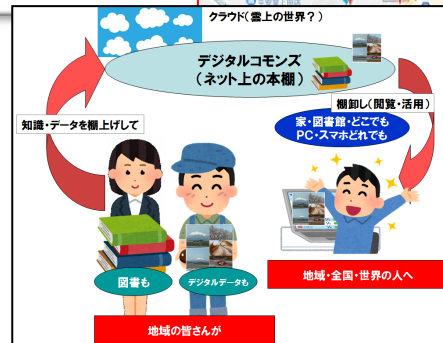 クラウド(雲上の世界?)
デジタルコモンズ
(ネット上の本棚)
棚卸し(閲覧・活用)
家・図書館・どこでも
PC・スマホどれでも
知識・データを棚上げして
図書も
デジタルデータも
地域の皆さんが
地域・全国・世界の人へ